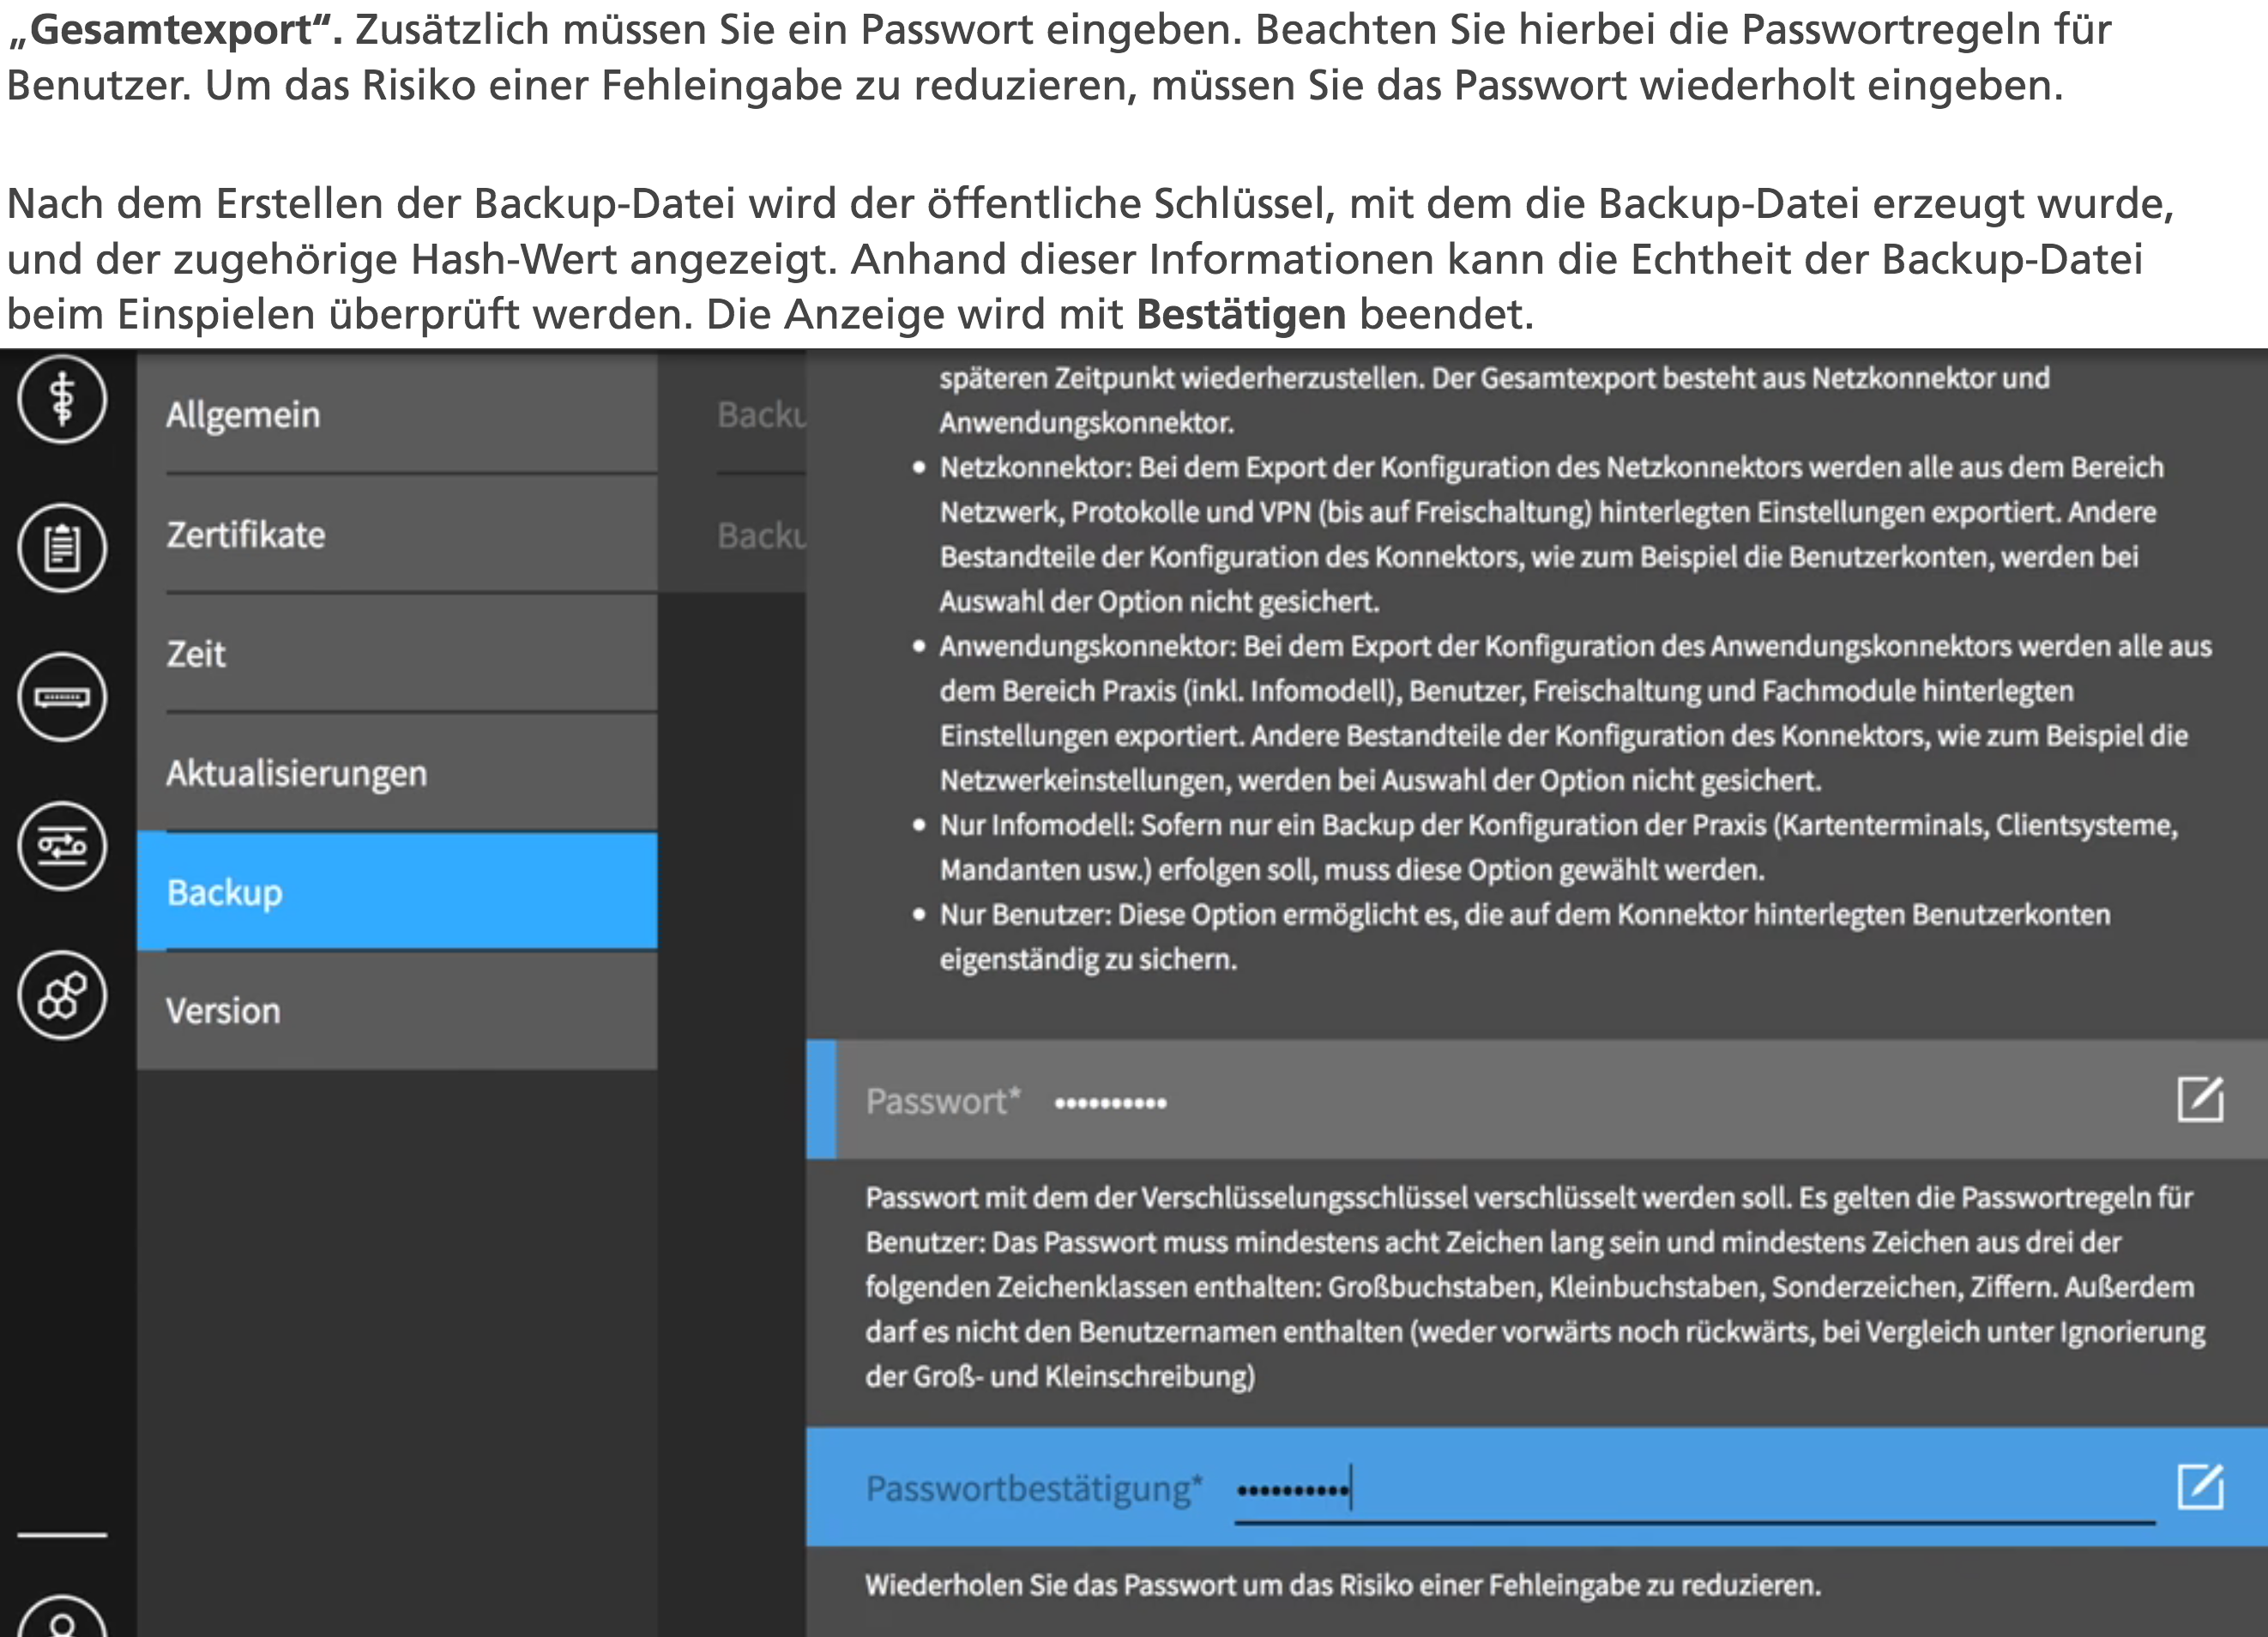 „Gesamtexport“. Zusätzlich müssen Sie ein Passwort eingeben. Beachten Sie hierbei die Passwortregeln für
Benutzer. Um das Risiko einer Fehleingabe zu reduzieren, müssen Sie das Passwort wiederholt eingeben.
Nach dem Erstellen der Backup-Datei wird der öffentliche Schlüssel, mit dem die Backup-Datei erzeugt wurde,
und der zugehörige Hash-Wert angezeigt. Anhand dieser Informationen kann die Echtheit der Backup-Datei
beim Einspielen überprüft werden. Die Anzeige wird mit Bestätigen beendet.
Allgemein
Zertifikate
Zeit
Aktualisierungen
Backup
Version
Backu
Backu
späteren Zeitpunkt wiederherzustellen. Der Gesamtexport besteht aus Netzkonnektor und
Anwendungskonnektor.
• Netzkonnektor: Bei dem Export der Konfiguration des Netzkonnektors werden alle aus dem Bereich
Netzwerk, Protokolle und VPN (bis auf Freischaltung) hinterlegten Einstellungen exportiert. Andere
Bestandteile der Konfiguration des Konnektors, wie zum Beispiel die Benutzerkonten, werden bei
Auswahl der Option nicht gesichert.
• Anwendungskonnektor: Bei dem Export der Konfiguration des Anwendungskonnektors werden alle aus
dem Bereich Praxis (inkl. Infomodell), Benutzer, Freischaltung und Fachmodule hinterlegten
Einstellungen exportiert. Andere Bestandteile der Konfiguration des Konnektors, wie zum Beispiel die
Netzwerkeinstellungen, werden bei Auswahl der Option nicht gesichert.
• Nur Infomodell: Sofern nur ein Backup der Konfiguration der Praxis (Kartenterminals, Clientsysteme,
Mandanten usw.) erfolgen soll, muss diese Option gewählt werden.
• Nur Benutzer: Diese Option ermöglicht es, die auf dem Konnektor hinterlegten Benutzerkonten
eigenständig zu sichern.
Passwort* ••••••••••
Passwort mit dem der Verschlüsselungsschlüssel verschlüsselt werden soll. Es gelten die Passwortregeln für
Benutzer: Das Passwort muss mindestens acht Zeichen lang sein und mindestens Zeichen aus drei der
folgenden Zeichenklassen enthalten: Großbuchstaben, Kleinbuchstaben, Sonderzeichen, Ziffern. Außerdem
darf es nicht den Benutzernamen enthalten (weder vorwärts noch rückwärts, bei Vergleich unter Ignorierung
der Groß- und Kleinschreibung)
Passwortbestätigung* ••••••••••
Wiederholen Sie das Passwort um das Risiko einer Fehleingabe zu reduzieren.